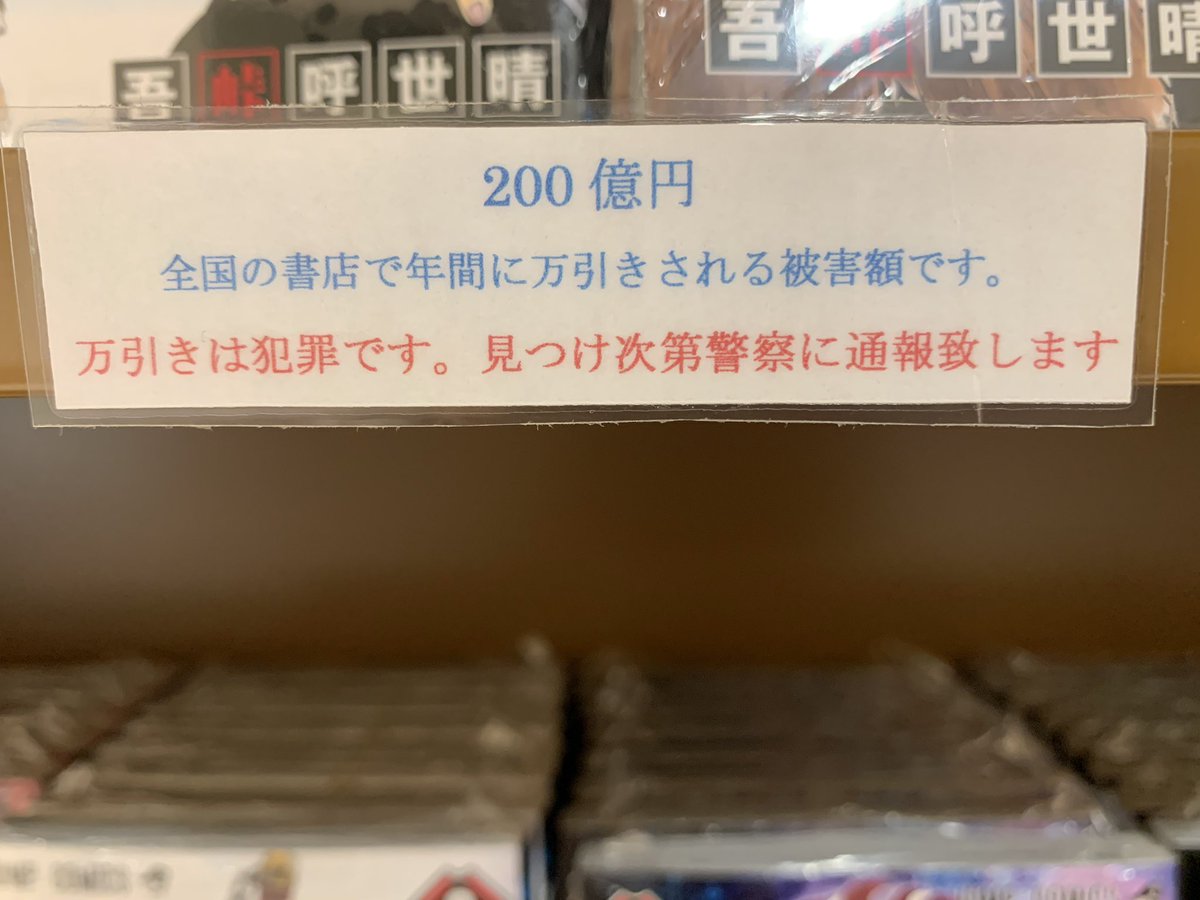 吾峠呼世晴
吾峠呼世晴
200億円
全国の書店で年間に万引きされる被害額です。
万引きは犯罪です。見つけ次第警察に通報致します